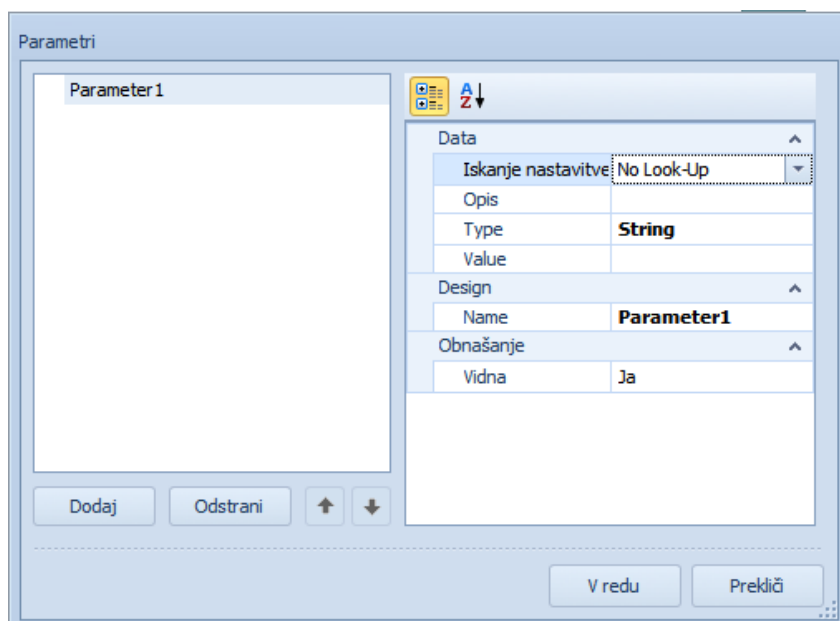 Parametri
Parameter1
A
Z
Data
Iskanje nastavitve No Look-Up
Opis
Type String
Value
Design
Name Parameter1
Obnašanje
Vidna Ja
Dodaj Odstrani
V redu Prekliči